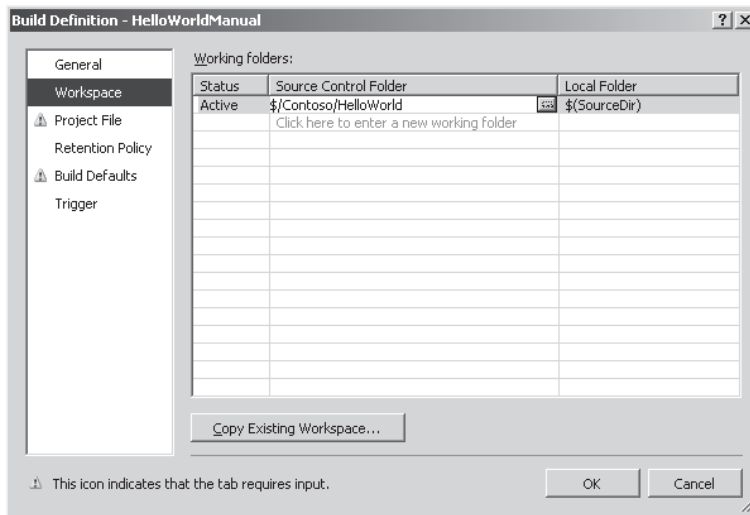 Build Definition - HelloWorldManual
General
Workspace
Project File
Retention Policy
Build Defaults
Trigger
Working folders:
Status Source Control Folder Local Folder
Active $/Contoso/HelloWorld ... $(SourceDir)
Click here to enter a new working folder
Copy Existing Workspace...
This icon indicates that the tab requires input.
OK Cancel